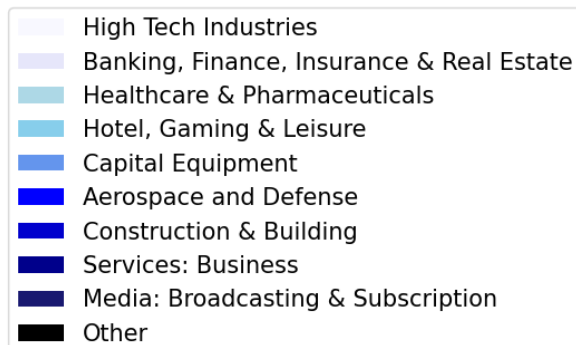 High Tech Industries
Banking, Finance, Insurance & Real Estate
Healthcare & Pharmaceuticals
Hotel, Gaming & Leisure
Capital Equipment
Aerospace and Defense
Construction & Building
Services: Business
Media: Broadcasting & Subscription
Other